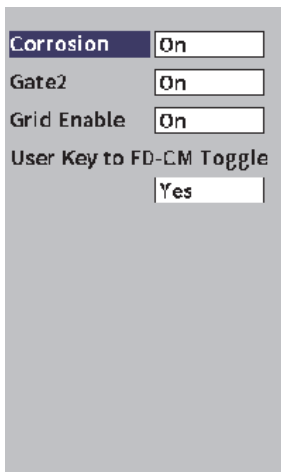 Corrosion On
Gate2 On
Grid Enable On
User Key to FD-CM Toggle
Yes